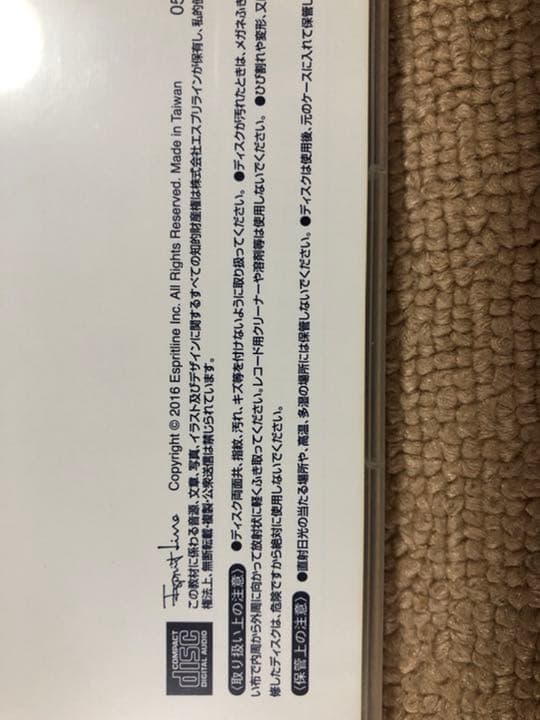 COMPACT
disc
DIGITAL AUDIO
Esprit Line Copyright © 2016 Espritline Inc. All Rights Reserved. Made in Taiwan 05
この教材に係わる音源、文章、写真、イラスト及びデザインに関するすべての知的財産権は株式会社エスプリラインが保有し、私的使
権法上、無断転載・複製・公衆送信は禁じられています。
〈取り扱い上の注意〉 ●ディスク両面共、指紋、汚れ、キズ等を付けないように取り扱ってください。 ●ディスクが汚れたときは、メガネふき
い布で内周から外周に向かって放射状に軽くふき取ってください。レコード用クリーナーや溶剤等は使用しないでください。 ●ひび割れや変形、又
修したディスクは、危険ですから絶対に使用しないでください。
〈保管上の注意〉 ●直射日光の当たる場所や、高温、多湿の場所には保管しないでください。 ●ディスクは使用後、元のケースに入れて保管し